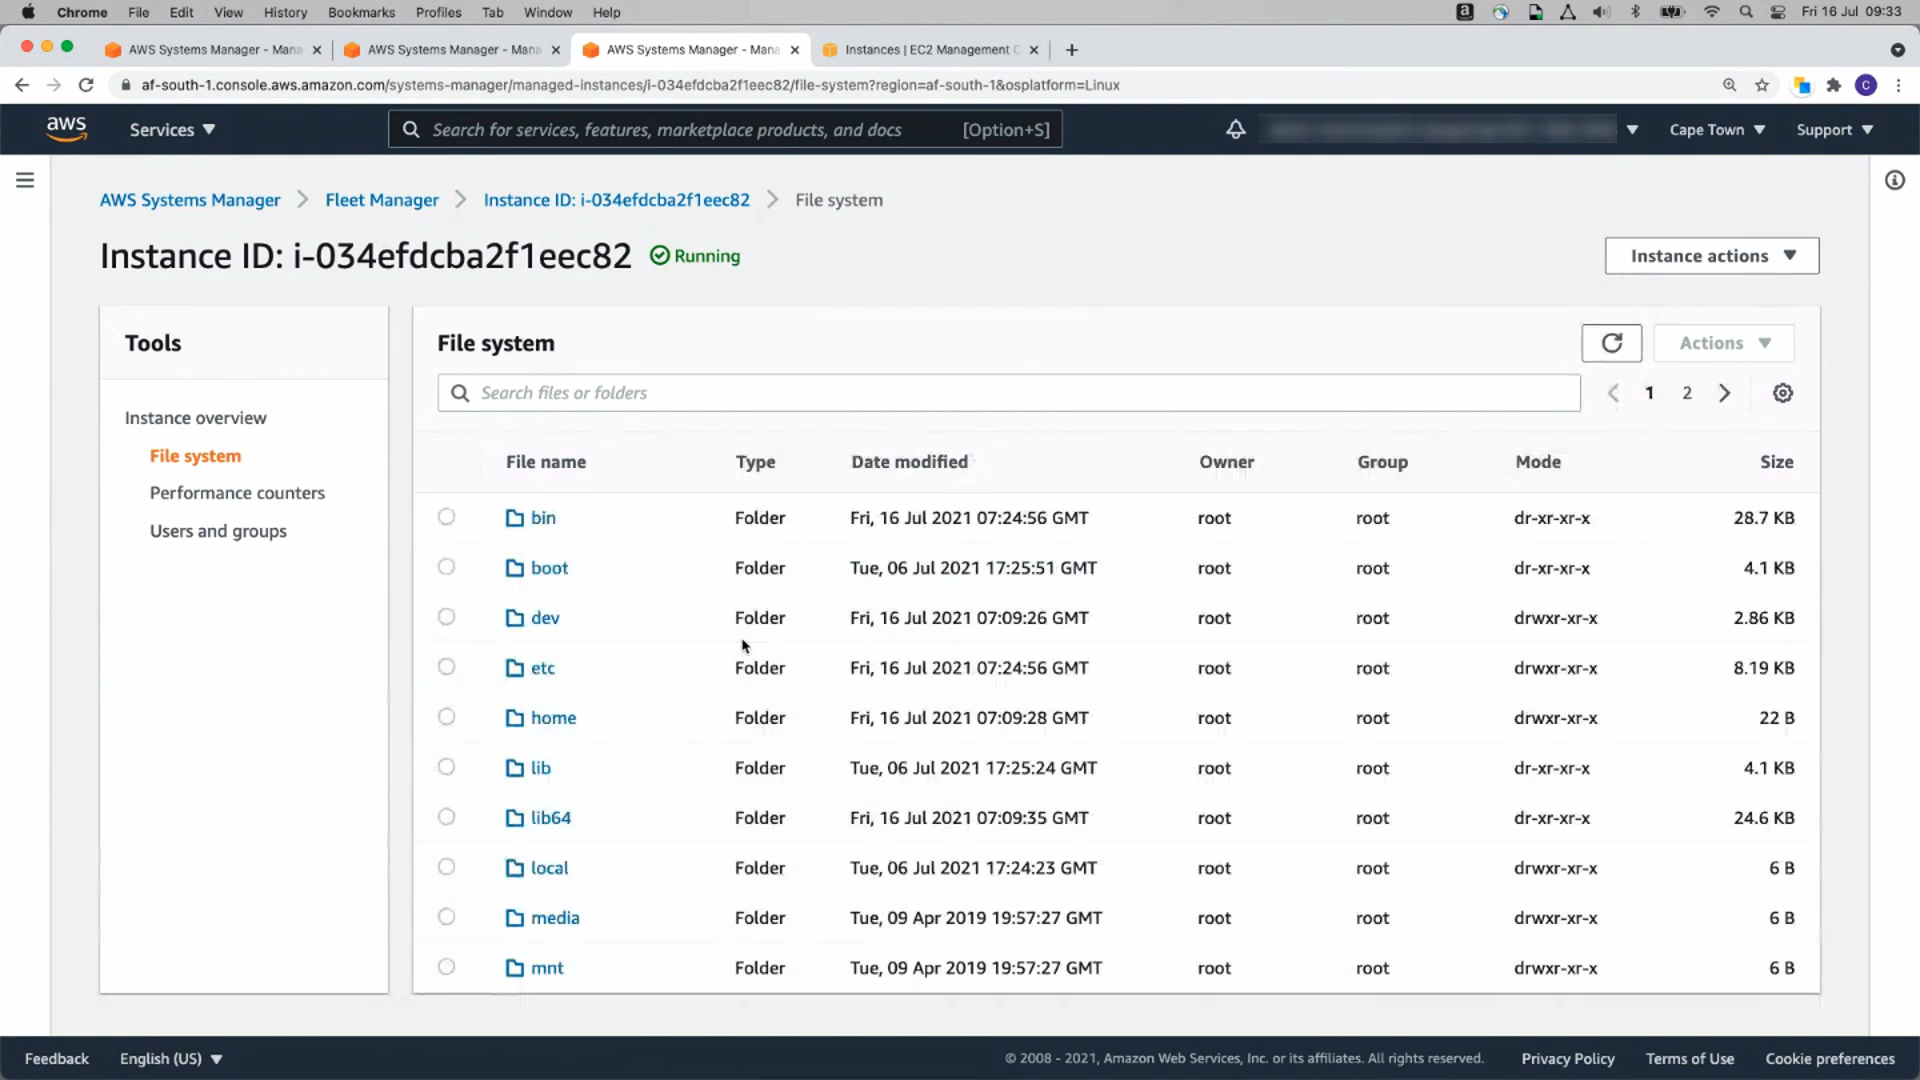 Chrome File Edit View History Bookmarks Profiles Tab Window Help Fri 16 Jul 09:33
AWS Systems Manager - Mana AWS Systems Manager - Mana AWS Systems Manager - Mana Instances | EC2 Management C
af-south-1.console.aws.amazon.com/systems-manager/managed-instances/i-034efdcba2f1eec82/file-system?region=af-south-1&osplatform=Linux C
aws Services Search for services, features, marketplace products, and docs [Option+S] Cape Town Support
AWS Systems Manager Fleet Manager Instance ID: i-034efdcba2f1eec82 File system
Instance ID: i-034efdcba2f1eec82 Running Instance actions
Tools
Instance overview
File system
Performance counters
Users and groups
File system Actions
Search files or folders 1 2
File name Type Date modified Owner Group Mode Size
bin Folder Fri, 16 Jul 2021 07:24:56 GMT root root dr-xr-xr-x 28.7 KB
boot Folder Tue, 06 Jul 2021 17:25:51 GMT root root dr-xr-xr-x 4.1 KB
dev Folder Fri, 16 Jul 2021 07:09:26 GMT root root drwxr-xr-x 2.86 KB
etc Folder Fri, 16 Jul 2021 07:24:56 GMT root root drwxr-xr-x 8.19 KB
home Folder Fri, 16 Jul 2021 07:09:28 GMT root root drwxr-xr-x 22 B
lib Folder Tue, 06 Jul 2021 17:25:24 GMT root root dr-xr-xr-x 4.1 KB
lib64 Folder Fri, 16 Jul 2021 07:09:35 GMT root root dr-xr-xr-x 24.6 KB
local Folder Tue, 06 Jul 2021 17:24:23 GMT root root drwxr-xr-x 6 B
media Folder Tue, 09 Apr 2019 19:57:27 GMT root root drwxr-xr-x 6 B
mnt Folder Tue, 09 Apr 2019 19:57:27 GMT root root drwxr-xr-x 6 B
Feedback English (US) © 2008 - 2021, Amazon Web Services, Inc. or its affiliates. All rights reserved. Privacy Policy Terms of Use Cookie preferences